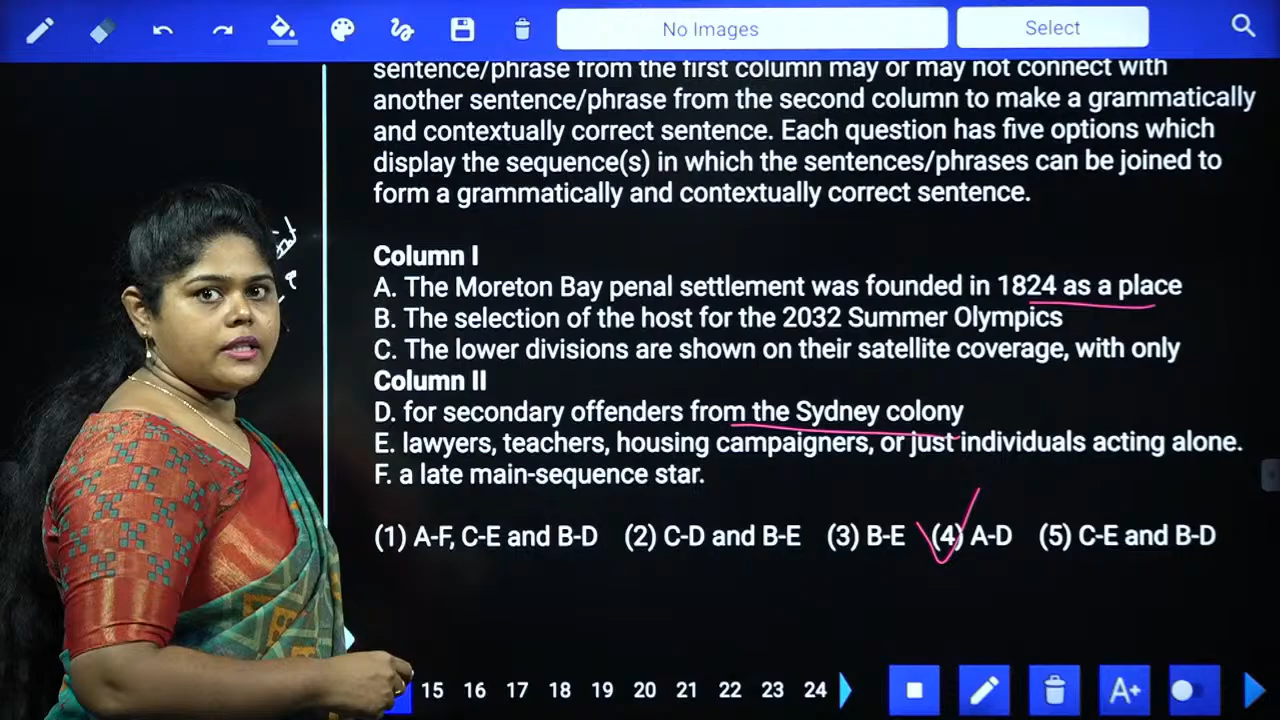 No Images
Select
sentence/phrase from the first column may or may not connect with
another sentence/phrase from the second column to make a grammatically
and contextually correct sentence. Each question has five options which
display the sequence(s) in which the sentences/phrases can be joined to
form a grammatically and contextually correct sentence.
Column I
A. The Moreton Bay penal settlement was founded in 1824 as a place
B. The selection of the host for the 2032 Summer Olympics
C. The lower divisions are shown on their satellite coverage, with only
Column II
D. for secondary offenders from the Sydney colony
E. lawyers, teachers, housing campaigners, or just individuals acting alone.
F. a late main-sequence star.
(1) A-F, C-E and B-D (2) C-D and B-E (3) B-E (4) A-D (5) C-E and B-D
15 16 17 18 19 20 21 22 23 24
A+